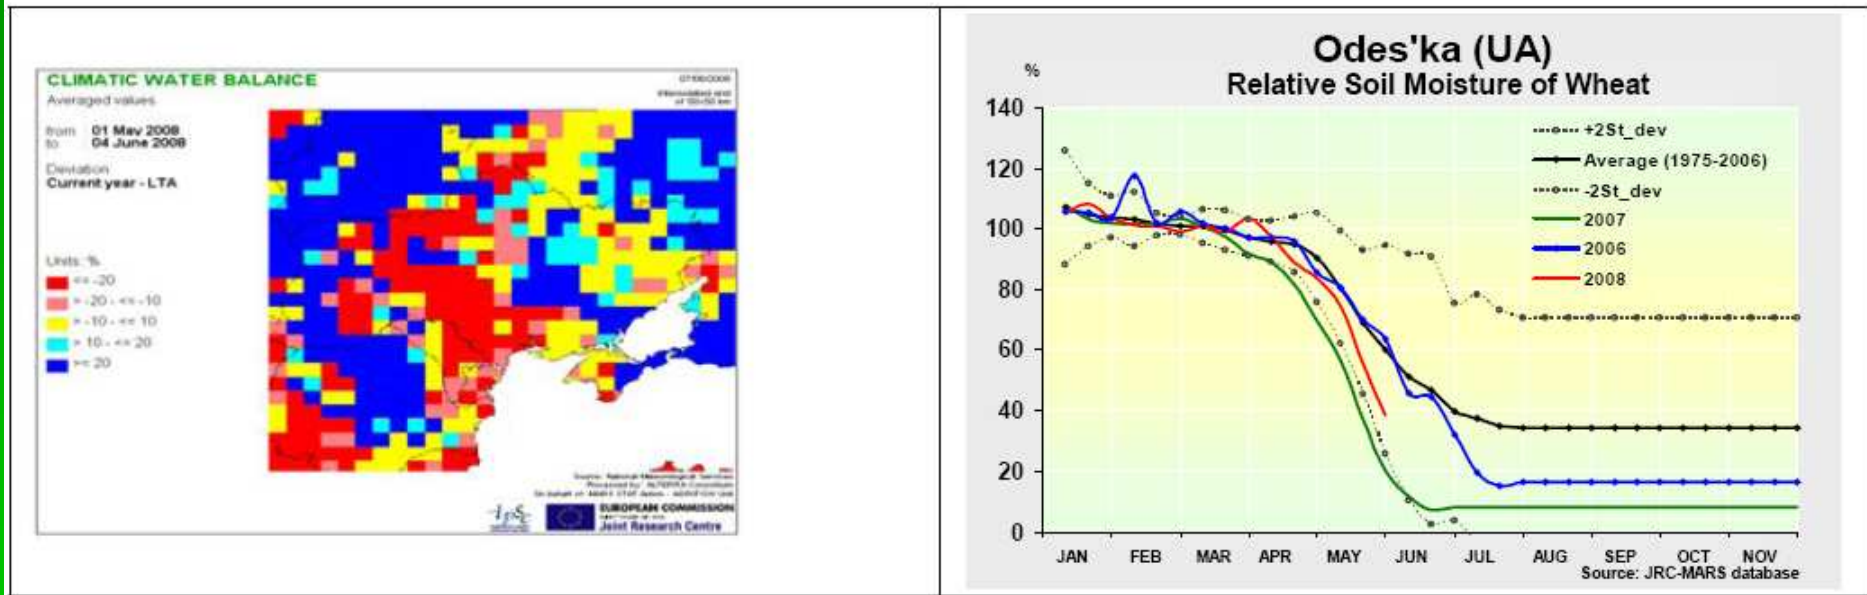 CLIMATIC WATER BALANCE
Averaged values
from 01 May 2008
to 04 June 2008
Deviation
Current year - LTA
Units: %
<= -20
> -20 - <= -10
> -10 - <= 10
> 10 - <= 20
>= 20
EUROPEAN COMMISSION
Joint Research Centre
Odes'ka (UA)
Relative Soil Moisture of Wheat
%
140
120
100
80
60
40
20
0
+2St_dev
Average (1975-2006)
-2St_dev
2007
2006
2008
JAN FEB MAR APR MAY JUN JUL AUG SEP OCT NOV
Source: JRC-MARS database